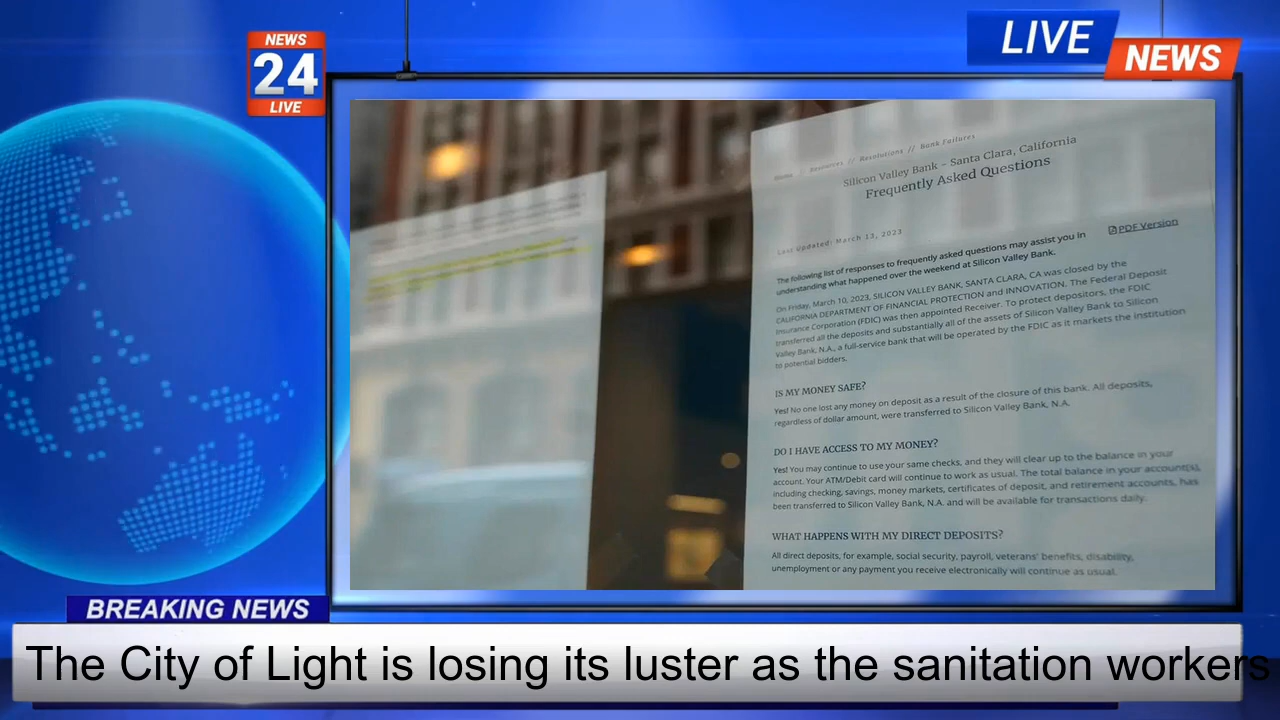 NEWS
24
LIVE
LIVE
NEWS
Home / Resources // Resolutions // Bank Failures
Silicon Valley Bank – Santa Clara, California
Frequently Asked Questions
Last updated: March 13, 2023
PDF Version
The following list of responses to frequently asked questions may assist you in
understanding what happened over the weekend at Silicon Valley Bank.
On Friday, March 10, 2023, SILICON VALLEY BANK, SANTA CLARA, CA was closed by the
CALIFORNIA DEPARTMENT OF FINANCIAL PROTECTION and INNOVATION. The Federal Deposit
Insurance Corporation (FDIC) was then appointed Receiver. To protect depositors, the FDIC
transferred all the deposits and substantially all of the assets of Silicon Valley Bank to Silicon
Valley Bank, N.A., a full-service bank that will be operated by the FDIC as it markets the institution
to potential bidders.
IS MY MONEY SAFE?
Yes! No one lost any money on deposit as a result of the closure of this bank. All deposits,
regardless of dollar amount, were transferred to Silicon Valley Bank, N.A.
DO I HAVE ACCESS TO MY MONEY?
Yes! You may continue to use your same checks, and they will clear up to the balance in your
account. Your ATM/Debit card will continue to work as usual. The total balance in your account(s),
including checking, savings, money markets, certificates of deposit, and retirement accounts, has
been transferred to Silicon Valley Bank, N.A. and will be available for transactions daily.
WHAT HAPPENS WITH MY DIRECT DEPOSITS?
All direct deposits, for example, social security, payroll, veterans' benefits, disability,
unemployment or any payment you receive electronically will continue as usual.
BREAKING NEWS
The City of Light is losing its luster as the sanitation workers